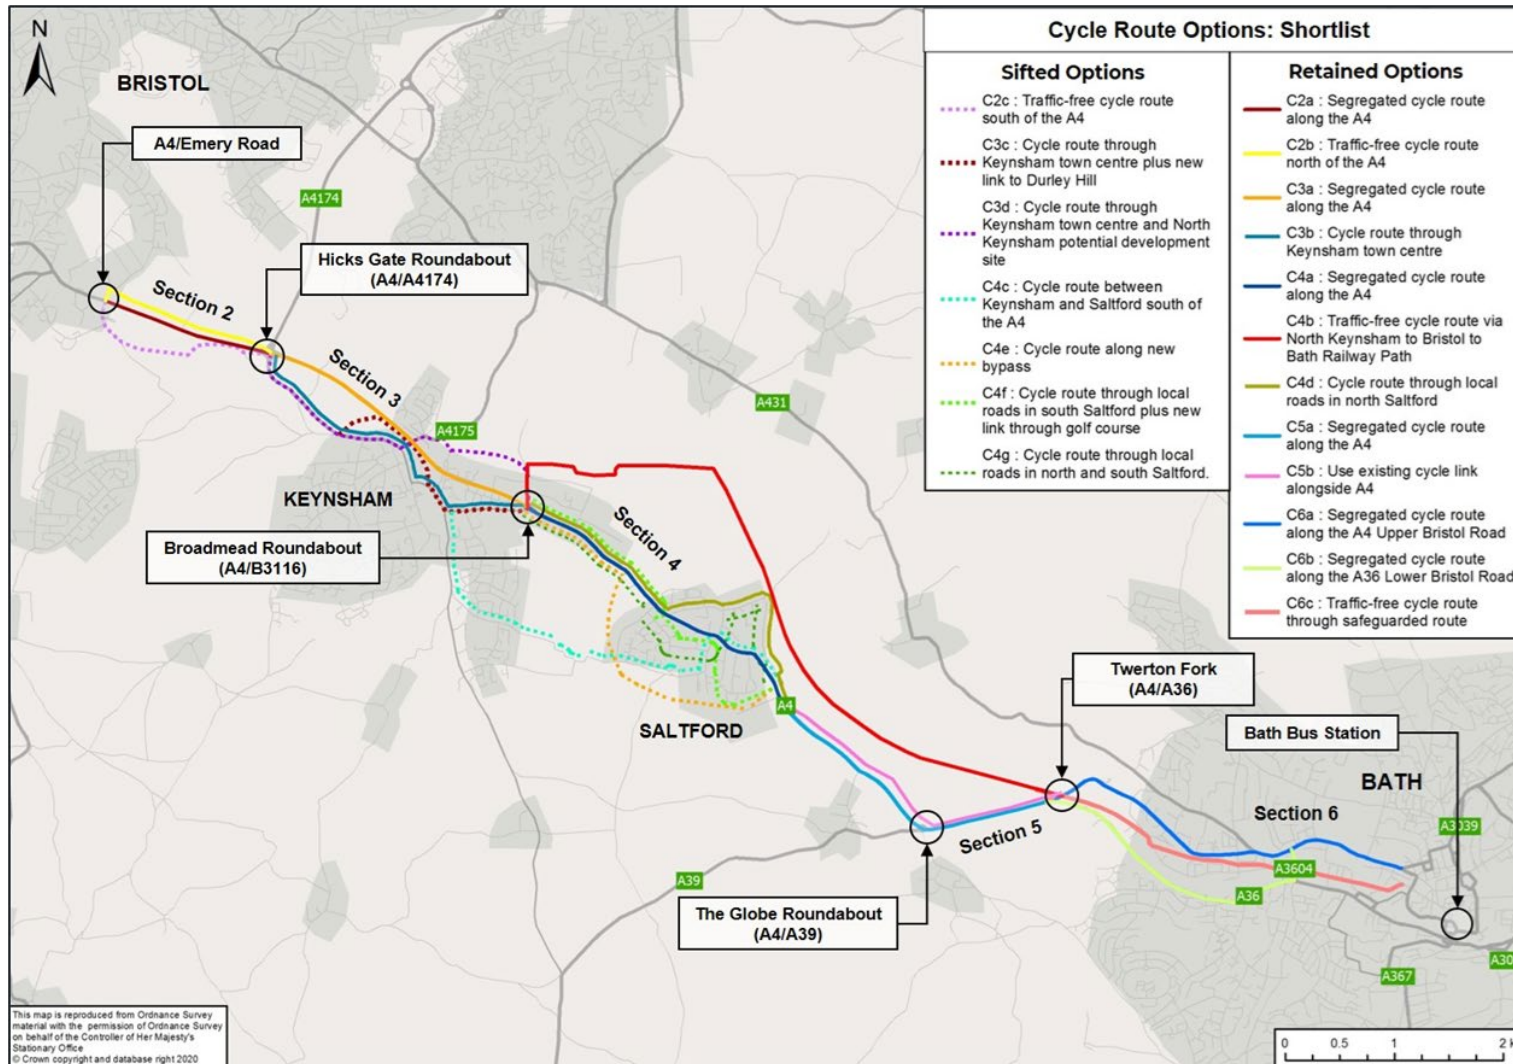 N
BRISTOL
A4/Emery Road
A4174
Hicks Gate Roundabout
(A4/A4174)
Section 2
Section 3
A4175
A431
KEYNSHAM
Broadmead Roundabout
(A4/B3116)
Section 4
SALTFORD
A4
Twerton Fork
(A4/A36)
Bath Bus Station
BATH
Section 6
Section 5
A3039
A3604
A36
A39
The Globe Roundabout
(A4/A39)
A367
A30
Cycle Route Options: Shortlist
Sifted Options
C2c : Traffic-free cycle route
south of the A4
C3c : Cycle route through
Keynsham town centre plus new
link to Durley Hill
C3d : Cycle route through
Keynsham town centre and North
Keynsham potential development
site
C4c : Cycle route between
Keynsham and Saltford south of
the A4
C4e : Cycle route along new
bypass
C4f : Cycle route through local
roads in south Saltford plus new
link through golf course
C4g : Cycle route through local
roads in north and south Saltford.
Retained Options
C2a : Segregated cycle route
along the A4
C2b : Traffic-free cycle route
north of the A4
C3a : Segregated cycle route
along the A4
C3b : Cycle route through
Keynsham town centre
C4a : Segregated cycle route
along the A4
C4b : Traffic-free cycle route via
North Keynsham to Bristol to
Bath Railway Path
C4d : Cycle route through local
roads in north Saltford
C5a : Segregated cycle route
along the A4
C5b : Use existing cycle link
alongside A4
C6a : Segregated cycle route
along the A4 Upper Bristol Road
C6b : Segregated cycle route
along the A36 Lower Bristol Road
C6c : Traffic-free cycle route
through safeguarded route
This map is reproduced from Ordnance Survey
material with the permission of Ordnance Survey
on behalf of the Controller of Her Majesty's
Stationary Office
© Crown copyright and database right 2020
0 0.5 1 2 k